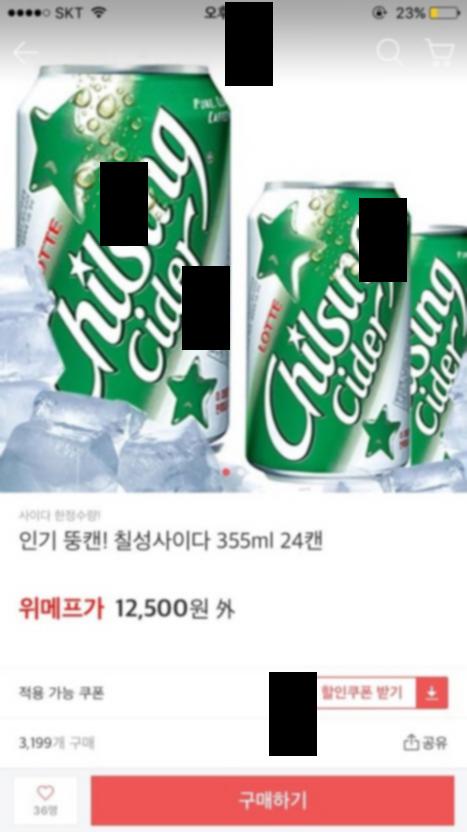 SKT 오후 23%
LOTTE
Cider
LOTTE
Chilsung
Cider
Cider
사이다 한정수량!
인기 뚱캔! 칠성사이다 355ml 24캔
위메프가 12,500원 外
적용 가능 쿠폰 할인쿠폰 받기
3,199개 구매 공유
36명 구매하기